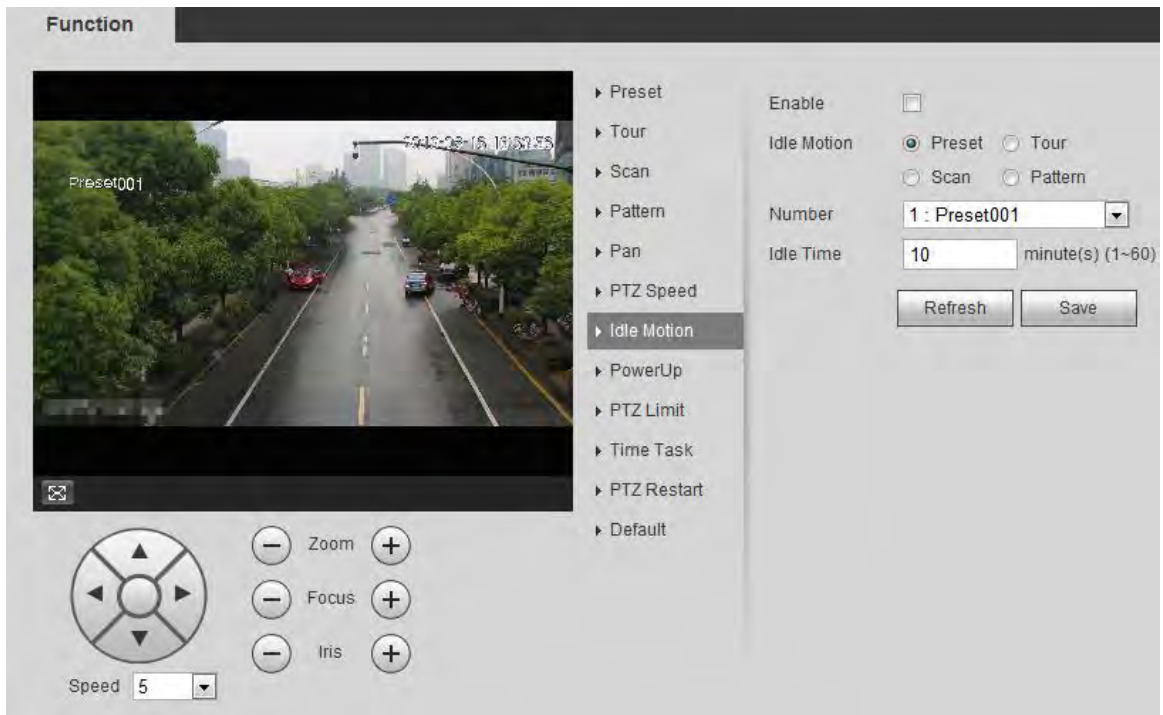 Function
Preset001
Preset
Tour
Scan
Pattern
Pan
PTZ Speed
Idle Motion
PowerUp
PTZ Limit
Time Task
PTZ Restart
Default
Enable
Idle Motion Preset Tour
Scan Pattern
Number 1 : Preset001
Idle Time 10 minute(s) (1~60)
Refresh Save
Zoom
Focus
Iris
Speed 5